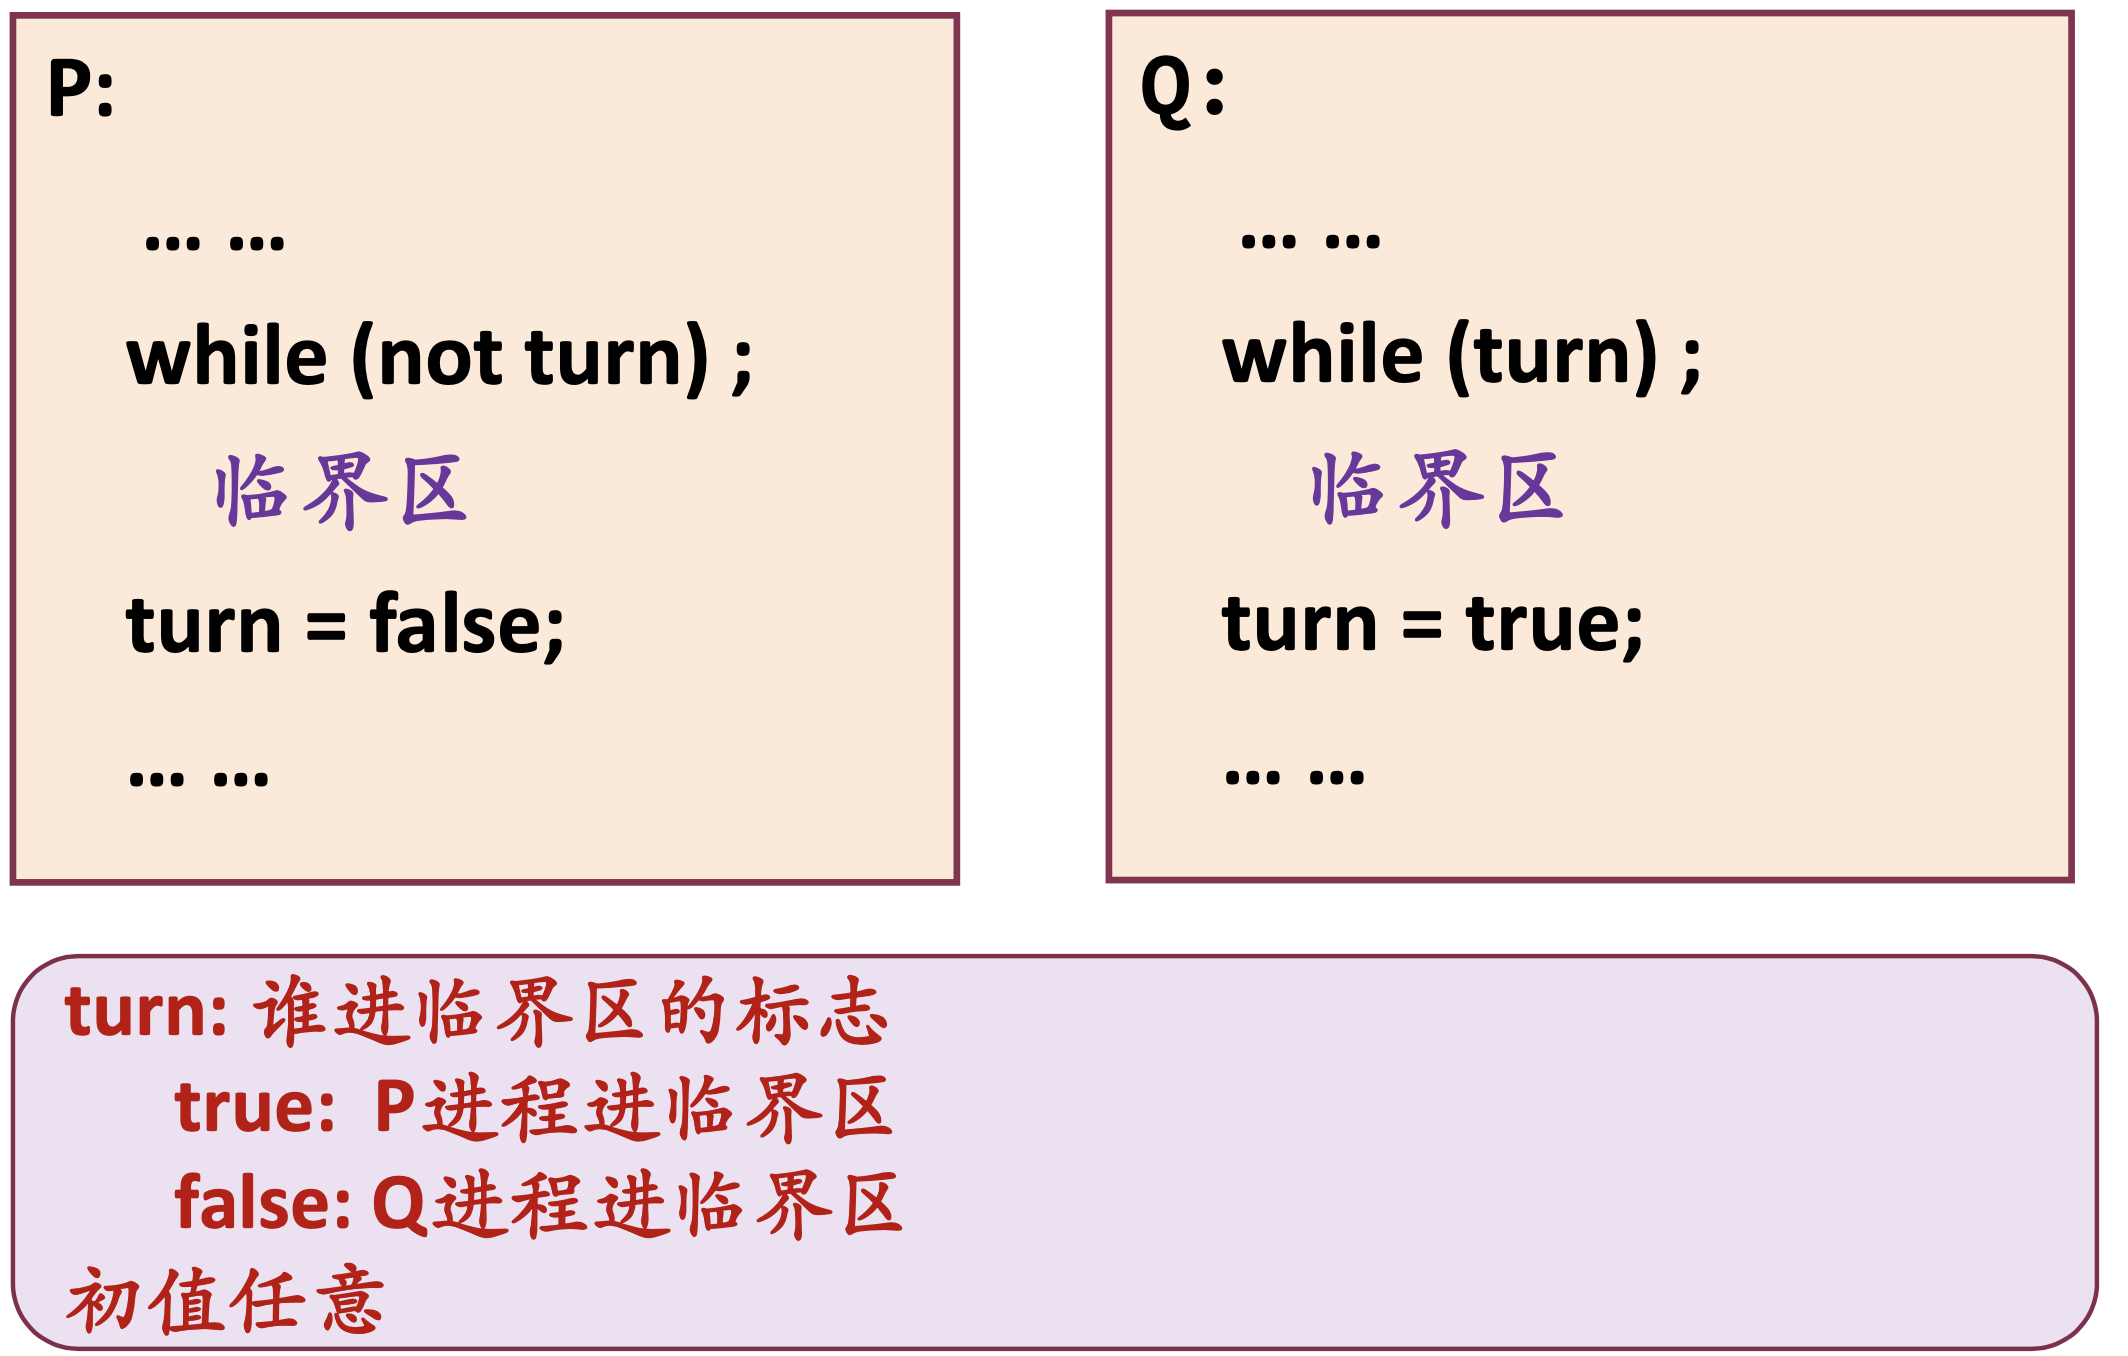 P:
… …
while (not turn) ;
临界区
turn = false;
… …
Q:
… …
while (turn) ;
临界区
turn = true;
… …
turn: 谁进临界区的标志
true: P进程进临界区
false: Q进程进临界区
初值任意